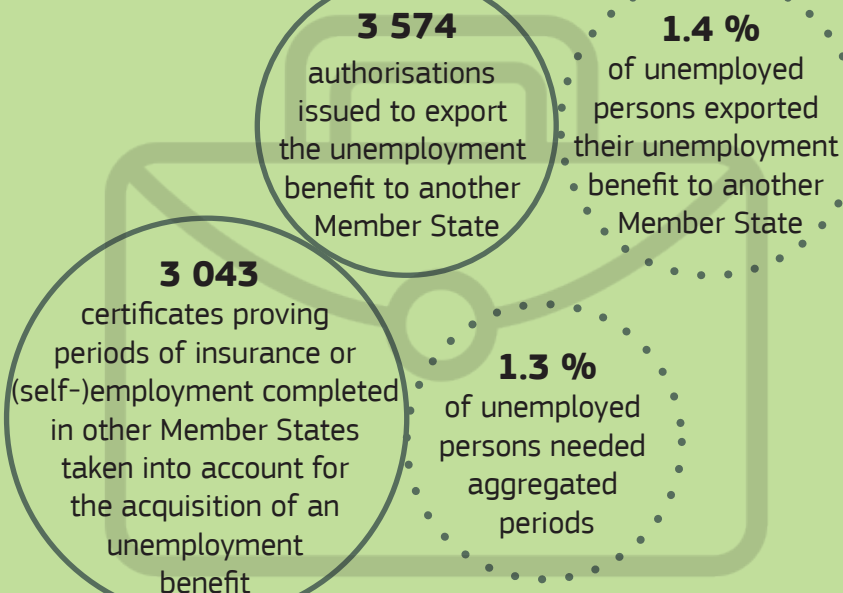 3 574
authorisations
issued to export
the unemployment
benefit to another
Member State
1.4 %
of unemployed
persons exported
their unemployment
benefit to another
Member State
3 043
certificates proving
periods of insurance or
(self-)employment completed
in other Member States
taken into account for
the acquisition of an
unemployment
benefit
1.3 %
of unemployed
persons needed
aggregated
periods